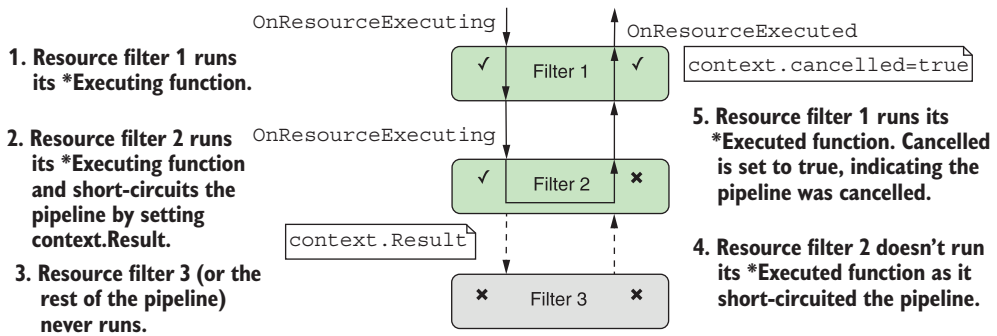 OnResourceExecuting
OnResourceExecuted
1. Resource filter 1 runs
its *Executing function.
✓ Filter 1 ✓
context.cancelled=true
2. Resource filter 2 runs
its *Executing function
and short-circuits the
pipeline by setting
context.Result.
OnResourceExecuting
✓ Filter 2 ✖
context.Result
3. Resource filter 3 (or the
rest of the pipeline)
never runs.
✖ Filter 3 ✖
4. Resource filter 2 doesn't run
its *Executed function as it
short-circuited the pipeline.
5. Resource filter 1 runs its
*Executed function. Cancelled
is set to true, indicating the
pipeline was cancelled.